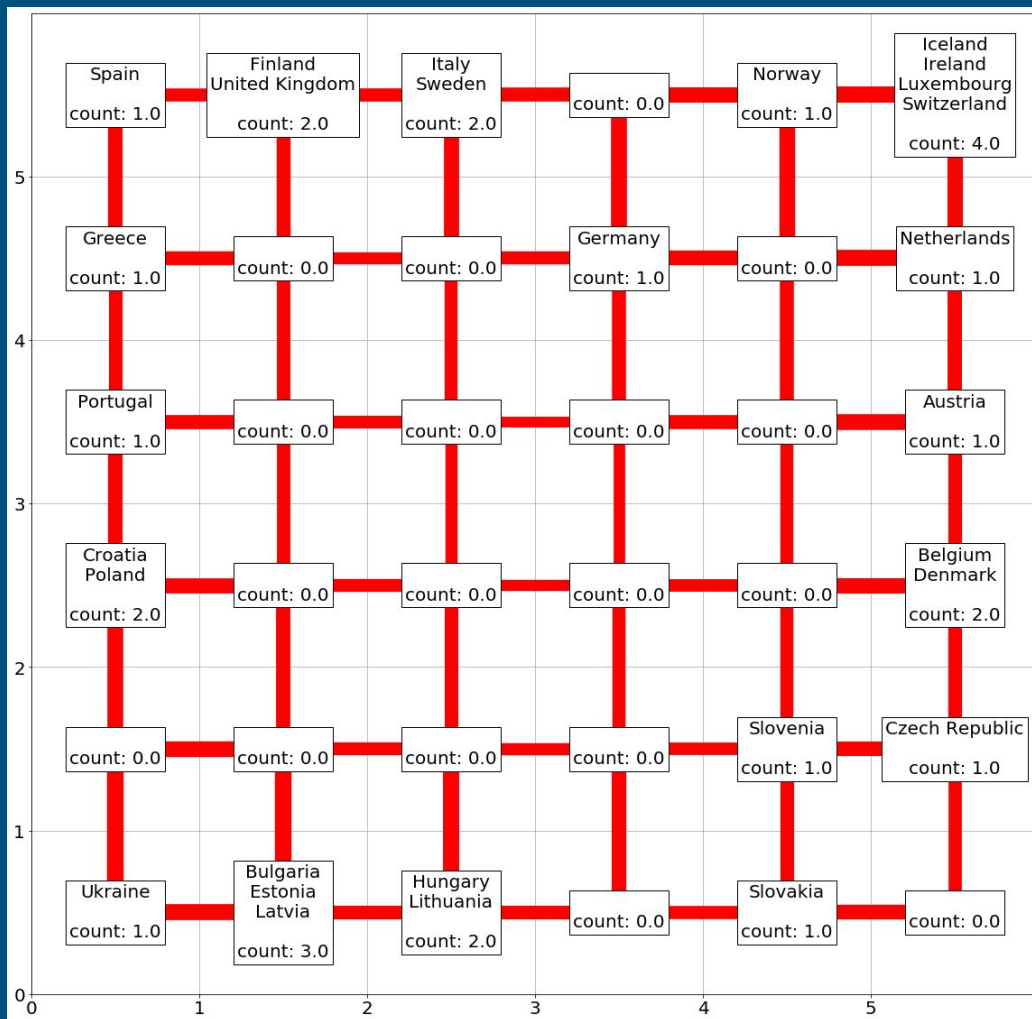 Spain
count: 1.0
Finland
United Kingdom
count: 2.0
Italy
Sweden
count: 2.0
count: 0.0
Norway
count: 1.0
Iceland
Ireland
Luxembourg
Switzerland
count: 4.0
5
Greece
count: 1.0
count: 0.0
count: 0.0
Germany
count: 1.0
count: 0.0
Netherlands
count: 1.0
4
Portugal
count: 1.0
count: 0.0
count: 0.0
count: 0.0
count: 0.0
Austria
count: 1.0
3
Croatia
Poland
count: 2.0
count: 0.0
count: 0.0
count: 0.0
count: 0.0
Belgium
Denmark
count: 2.0
2
count: 0.0
count: 0.0
count: 0.0
count: 0.0
Slovenia
count: 1.0
Czech Republic
count: 1.0
1
Ukraine
count: 1.0
Bulgaria
Estonia
Latvia
count: 3.0
Hungary
Lithuania
count: 2.0
count: 0.0
Slovakia
count: 1.0
count: 0.0
0
0 1 2 3 4 5